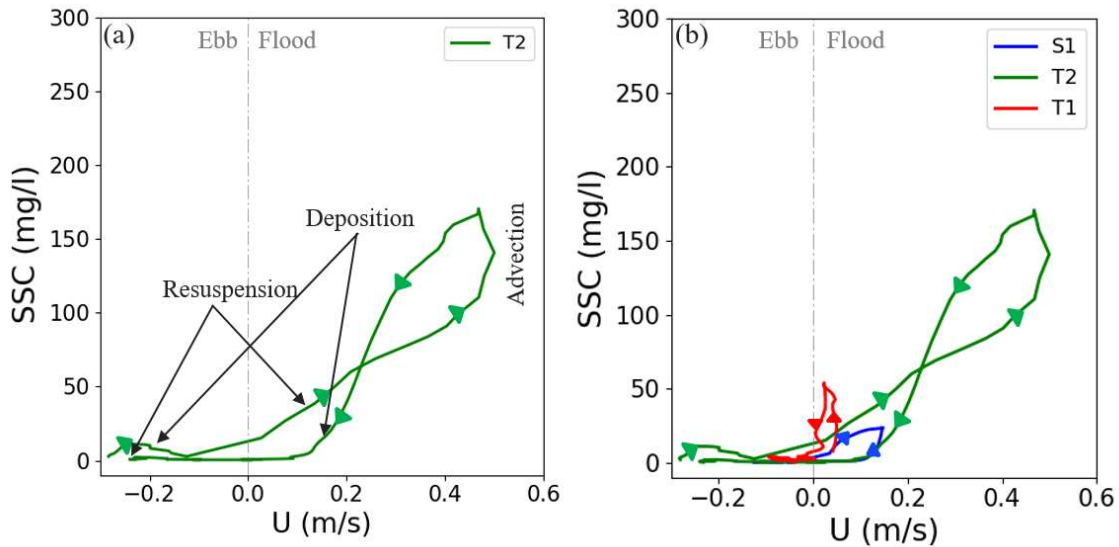 (a)
Ebb Flood
T2
300
250
200
150
100
50
0
SSC (mg/l)
Deposition
Resuspension
Advection
−0.2 0.0 0.2 0.4 0.6
U (m/s)
(b)
Ebb Flood
S1
T2
T1
300
250
200
150
100
50
0
SSC (mg/l)
−0.2 0.0 0.2 0.4 0.6
U (m/s)